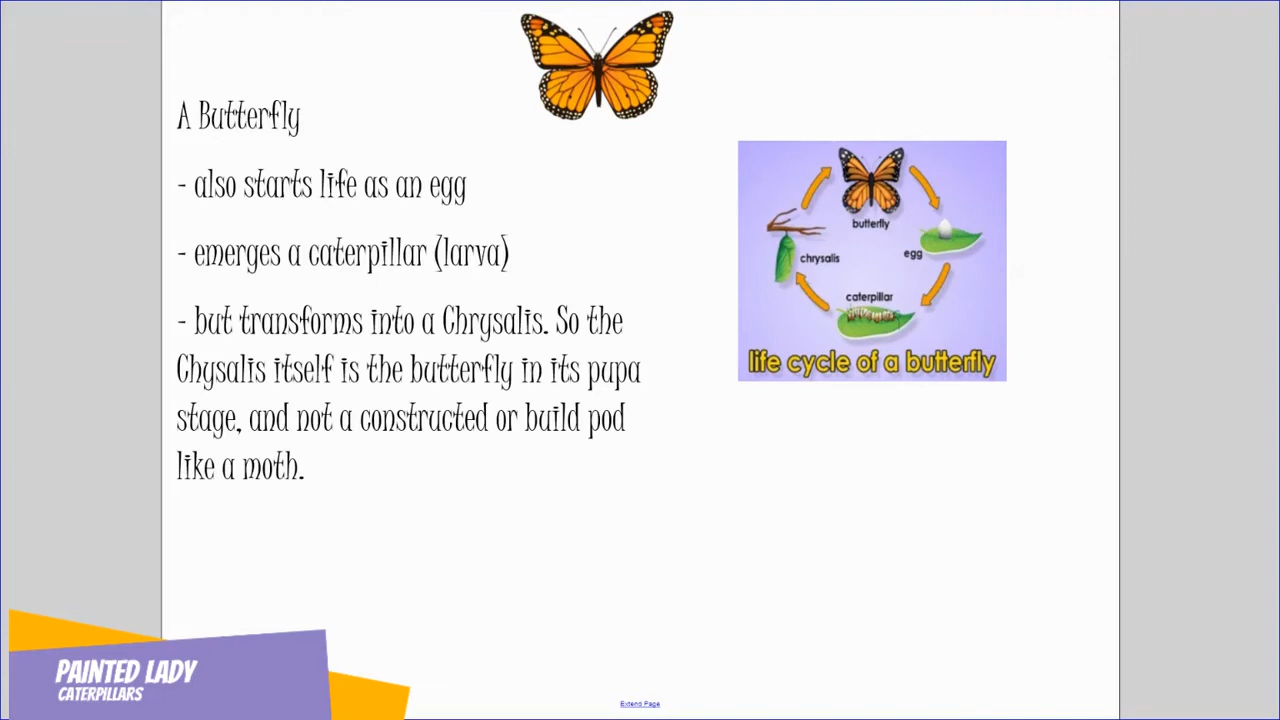 A Butterfly
- also starts life as an egg
- emerges a caterpillar (larva)
- but transforms into a Chrysalis. So the
Chysalis itself is the butterfly in its pupa
stage, and not a constructed or build pod
like a moth.
butterfly
egg
chrysalis
caterpillar
life cycle of a butterfly
PAINTED LADY
CATERPILLARS
Extend Page